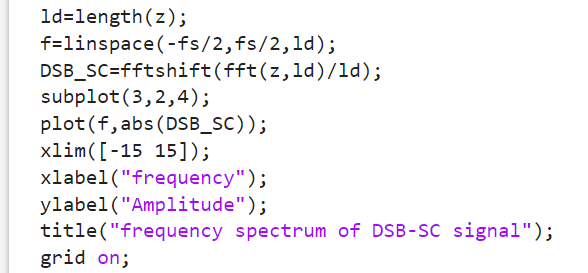 ld=length(z);
f=linspace(-fs/2,fs/2,ld);
DSB_SC=fftshift(fft(z,ld)/ld);
subplot(3,2,4);
plot(f,abs(DSB_SC));
xlim([-15 15]);
xlabel("frequency");
ylabel("Amplitude");
title("frequency spectrum of DSB-SC signal");
grid on;